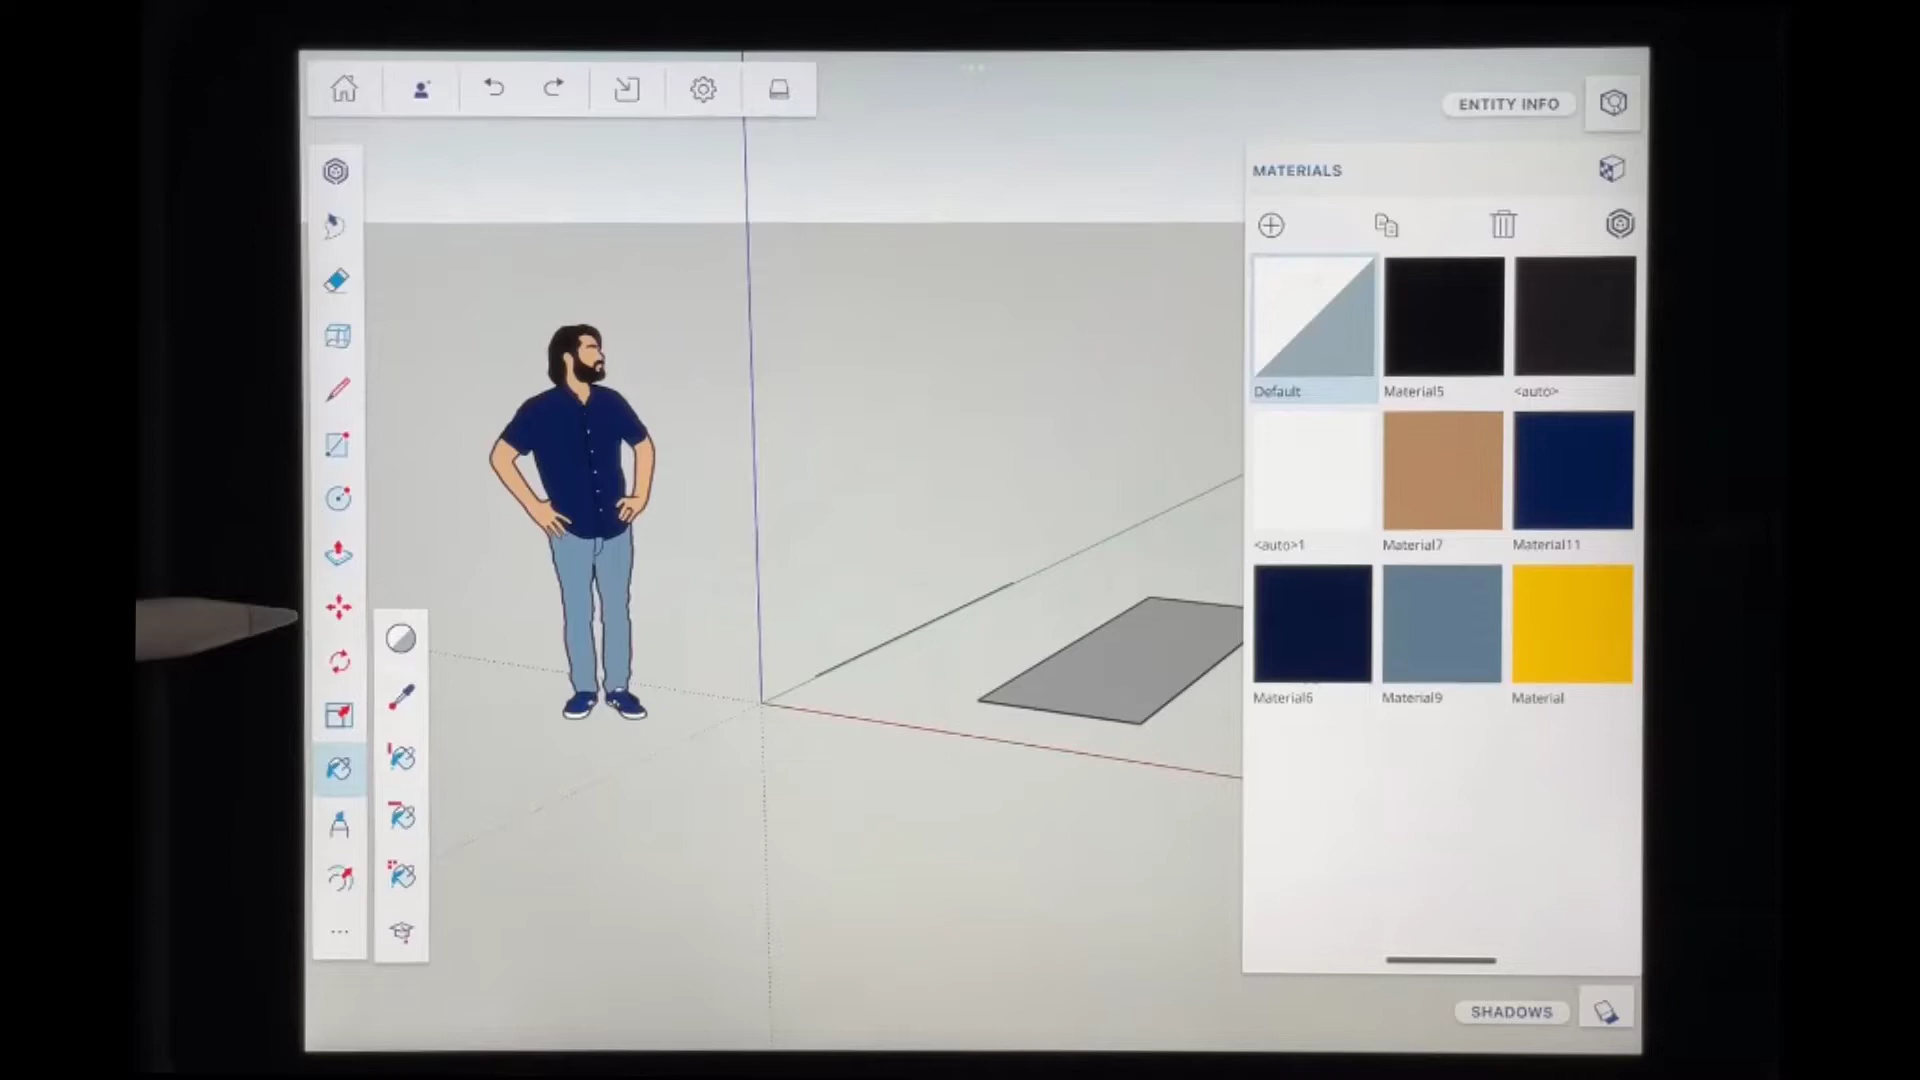 ENTITY INFO
MATERIALS
Default
Material5
<auto>
<auto>1
Material7
Material11
Material6
Material9
Material
SHADOWS